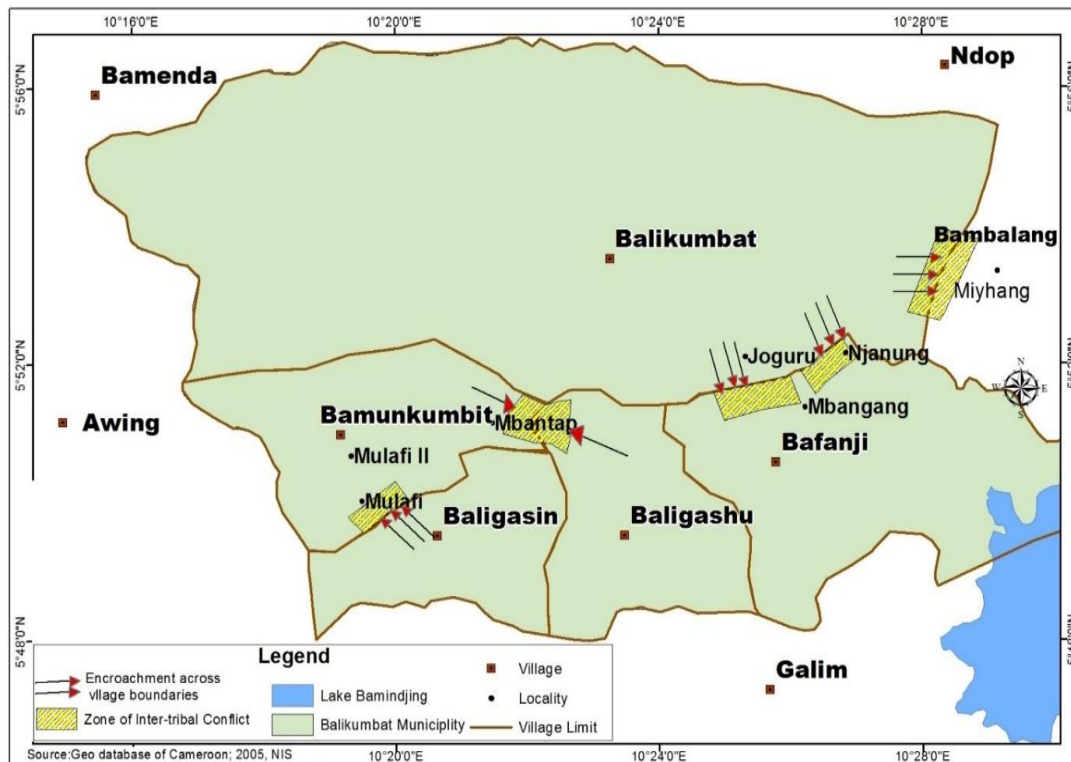 10°16'0"E 10°20'0"E 10°24'0"E 10°28'0"E
Ndop
Bamenda
5°56'0"N
Balikumbat
Bambalang
Miyhang
5°52'0"N
Joguru
Njanung
N
W E
S
Mbangang
Bamunkumbit
Mbantap
Awing
Bafanji
Mulafi II
Mulafi
Baligasin
Baligashu
5°48'0"N
Galim
Legend
Encroachment across
vllage boundaries
Zone of Inter-tribal Conflict
Lake Bamindjing
Balikumbat Municiplity
Village
Locality
Village Limit
Source:Geo database of Cameroon; 2005, NIS
10°20'0"E 10°24'0"E 10°28'0"E